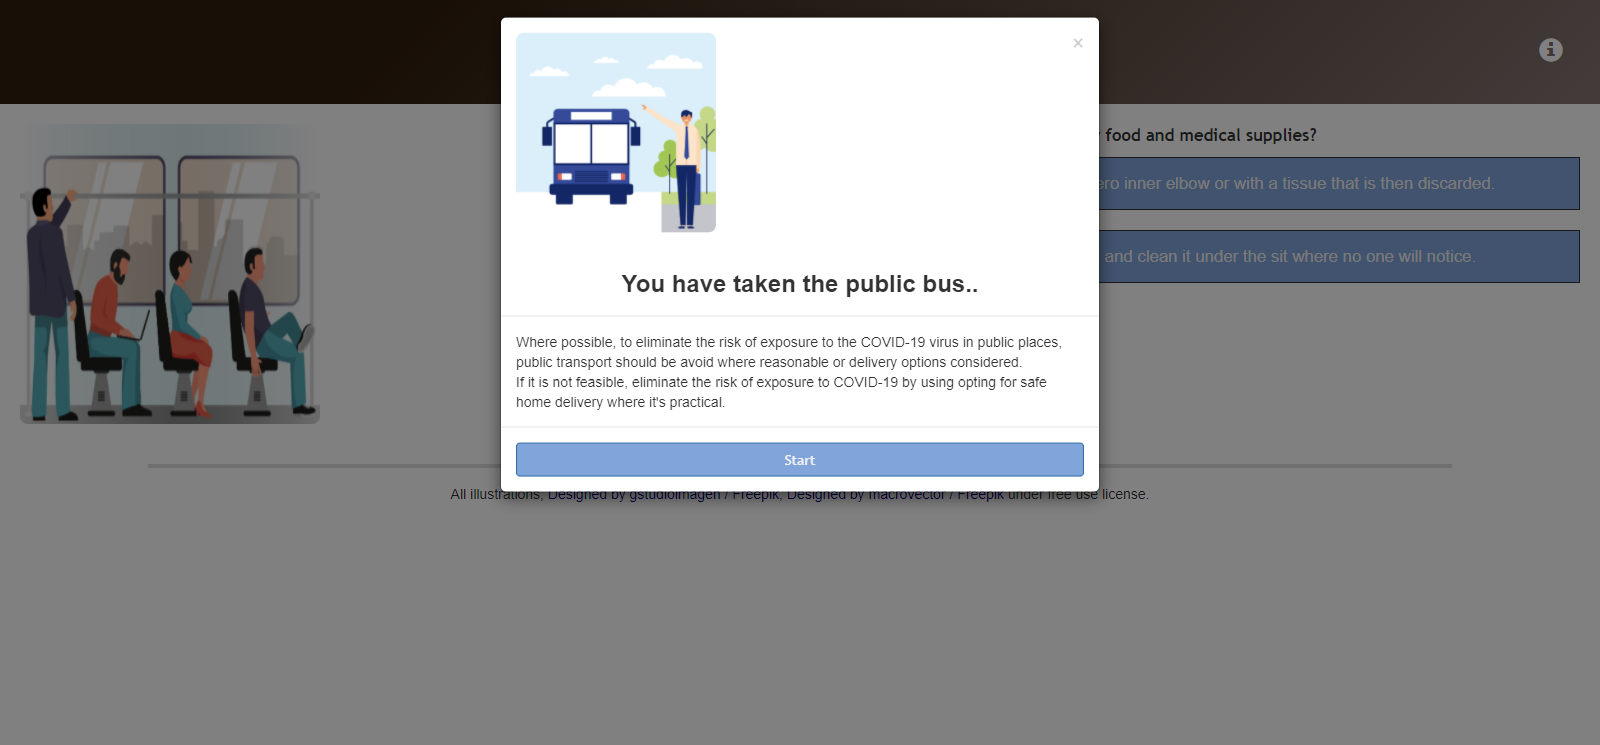 ×
You have taken the public bus..
Where possible, to eliminate the risk of exposure to the COVID-19 virus in public places,
public transport should be avoid where reasonable or delivery options considered.
If it is not feasible, eliminate the risk of exposure to COVID-19 by using opting for safe
home delivery where it's practical.
Start
food and medical supplies?
inner elbow or with a tissue that is then discarded.
and clean it under the sit where no one will notice.
All illustrations, Designed by gstudioimagen / Freepik, Designed by macrovector / Freepik under free use license.